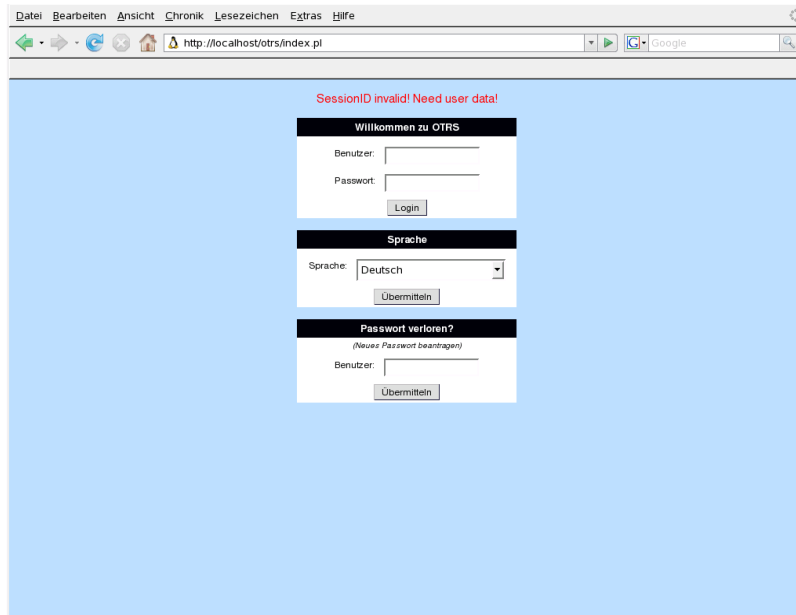 Datei Bearbeiten Ansicht Chronik Lesezeichen Extras Hilfe
http://localhost/otrs/index.pl
G Google
SessionID invalid! Need user data!
Willkommen zu OTRS
Benutzer:
Passwort:
Login
Sprache
Sprache: Deutsch
Übermitteln
Passwort verloren?
(Neues Passwort beantragen)
Benutzer:
Übermitteln